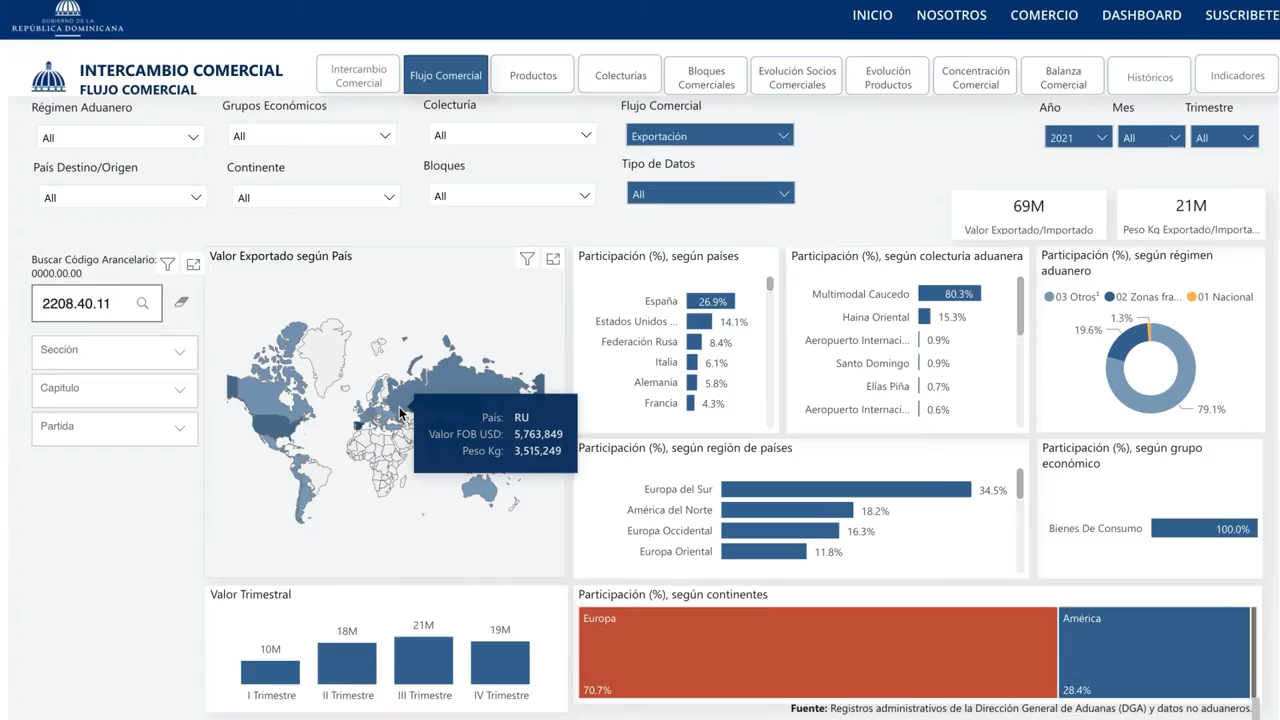 GOBIERNO DE LA
REPÚBLICA DOMINICANA
INICIO NOSOTROS COMERCIO DASHBOARD SUSCRIBETE
INTERCAMBIO COMERCIAL
FLUJO COMERCIAL
Intercambio
Comercial
Flujo Comercial
Productos
Colecturías
Bloques
Comerciales
Evolución Socios
Comerciales
Evolución
Productos
Concentración
Comercial
Balanza
Comercial
Históricos
Indicadores
Régimen Aduanero
All
Grupos Económicos
All
Colecturía
All
Flujo Comercial
Exportación
Año
2021
Mes
All
Trimestre
All
País Destino/Origen
All
Continente
All
Bloques
All
Tipo de Datos
All
69M
Valor Exportado/Importado
21M
Peso Kg Exportado/Importa...
Buscar Código Arancelario:
0000.00.00
2208.40.11
Sección
Capitulo
Partida
Valor Exportado según País
País: RU
Valor FOB USD: 5,763,849
Peso Kg: 3,515,249
Participación (%), según países
España 26.9%
Estados Unidos ... 14.1%
Federación Rusa 8.4%
Italia 6.1%
Alemania 5.8%
Francia 4.3%
Participación (%), según colecturía aduanera
Multimodal Caucedo 80.3%
Haina Oriental 15.3%
Aeropuerto Internaci... 0.9%
Santo Domingo 0.9%
Elías Piña 0.7%
Aeropuerto Internaci... 0.6%
Participación (%), según régimen
aduanero
03 Otros¹ 02 Zonas fra... 01 Nacional
1.3%
19.6%
79.1%
Participación (%), según región de países
Europa del Sur 34.5%
América del Norte 18.2%
Europa Occidental 16.3%
Europa Oriental 11.8%
Participación (%), según grupo
económico
Bienes De Consumo 100.0%
Valor Trimestral
10M 18M 21M 19M
I Trimestre II Trimestre III Trimestre IV Trimestre
Participación (%), según continentes
Europa
70.7%
América
28.4%
Fuente: Registros administrativos de la Dirección General de Aduanas (DGA) y datos no aduaneros.